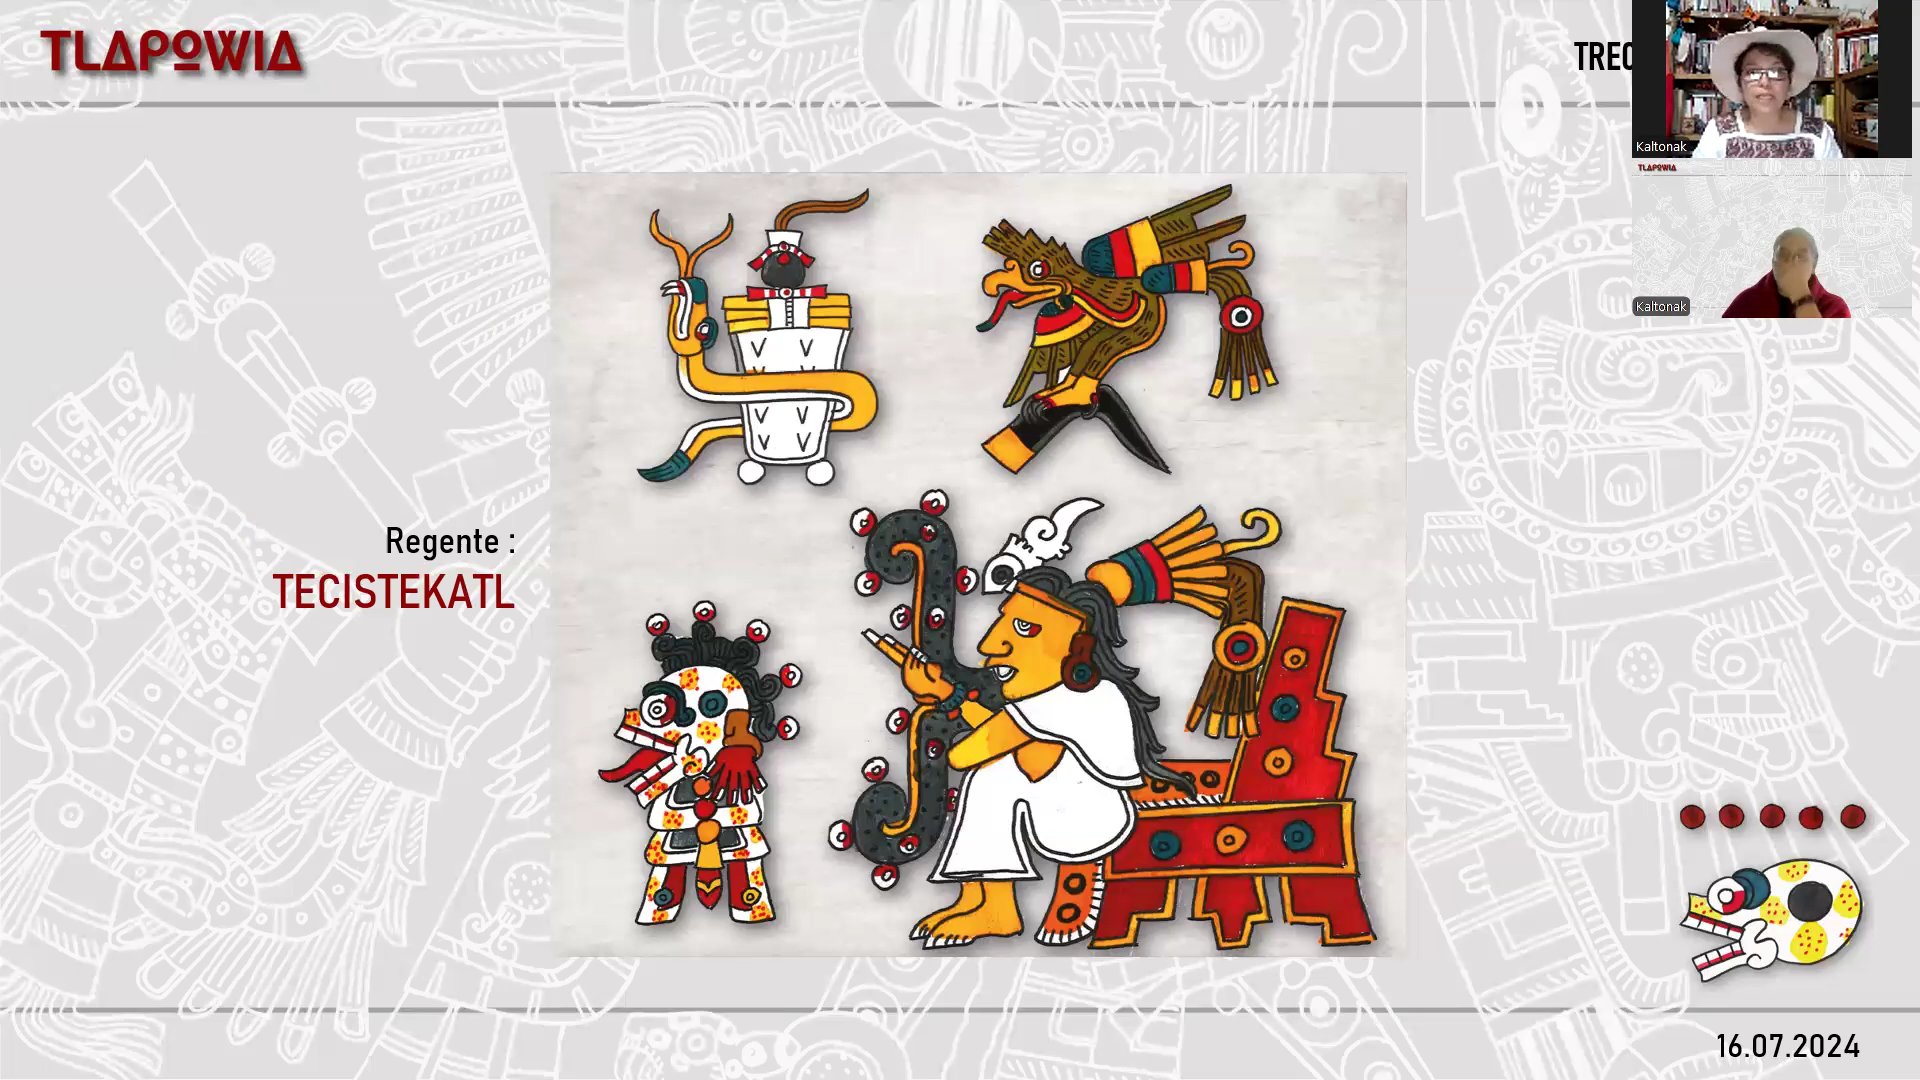 TLAPOWIA
TREC
Kaltonak
TLAPOWIA
Kaltonak
Regente :
TECISTEKATL
16.07.2024